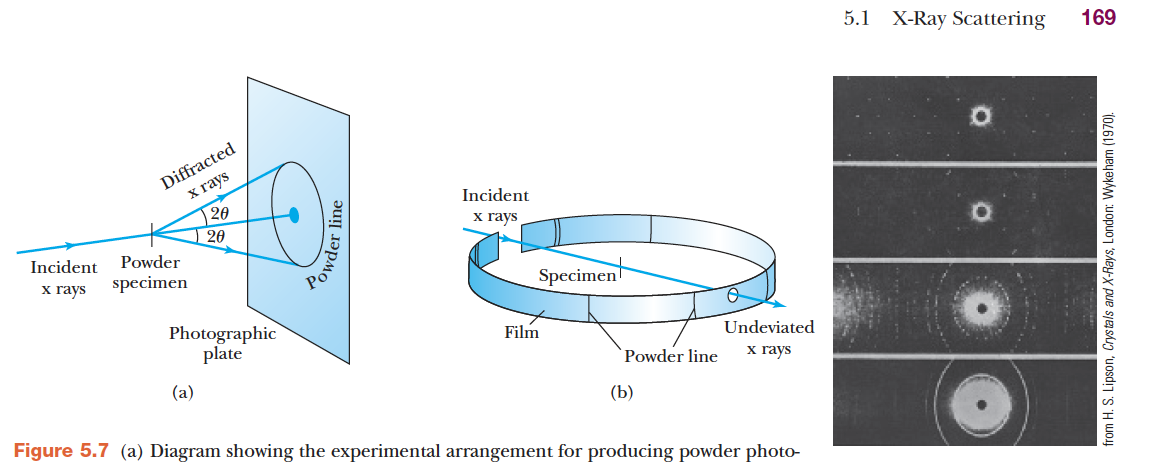 5.1 X-Ray Scattering 169
Diffracted
x rays
2θ
2θ
Incident
x rays
Powder
specimen
Powder line
Photographic
plate
(a)
Incident
x rays
Specimen
Film
Powder line
Undeviated
x rays
(b)
from H. S. Lipson, Crystals and X-Rays, London: Wykeham (1970).
Figure 5.7 (a) Diagram showing the experimental arrangement for producing powder photo-